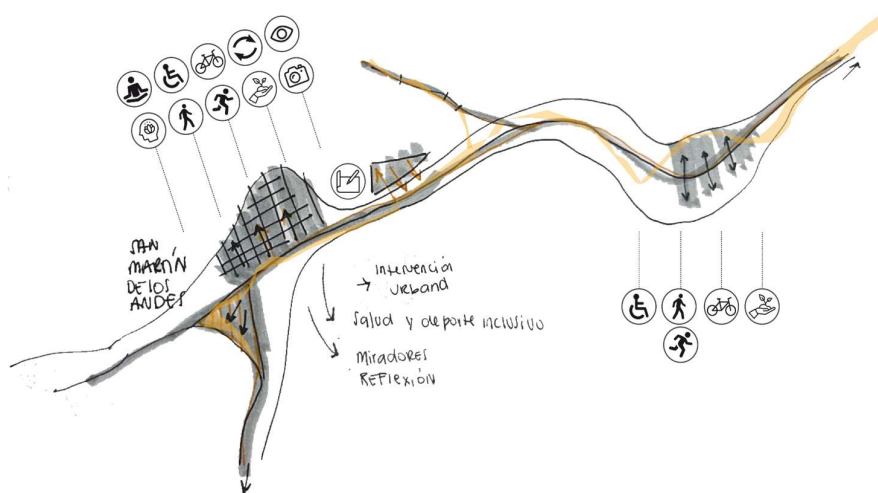 SAN
MARTÍN
DE LOS
ANDES
Intervención
urbana
Salud y deporte inclusivo
Miradores
REFlexión